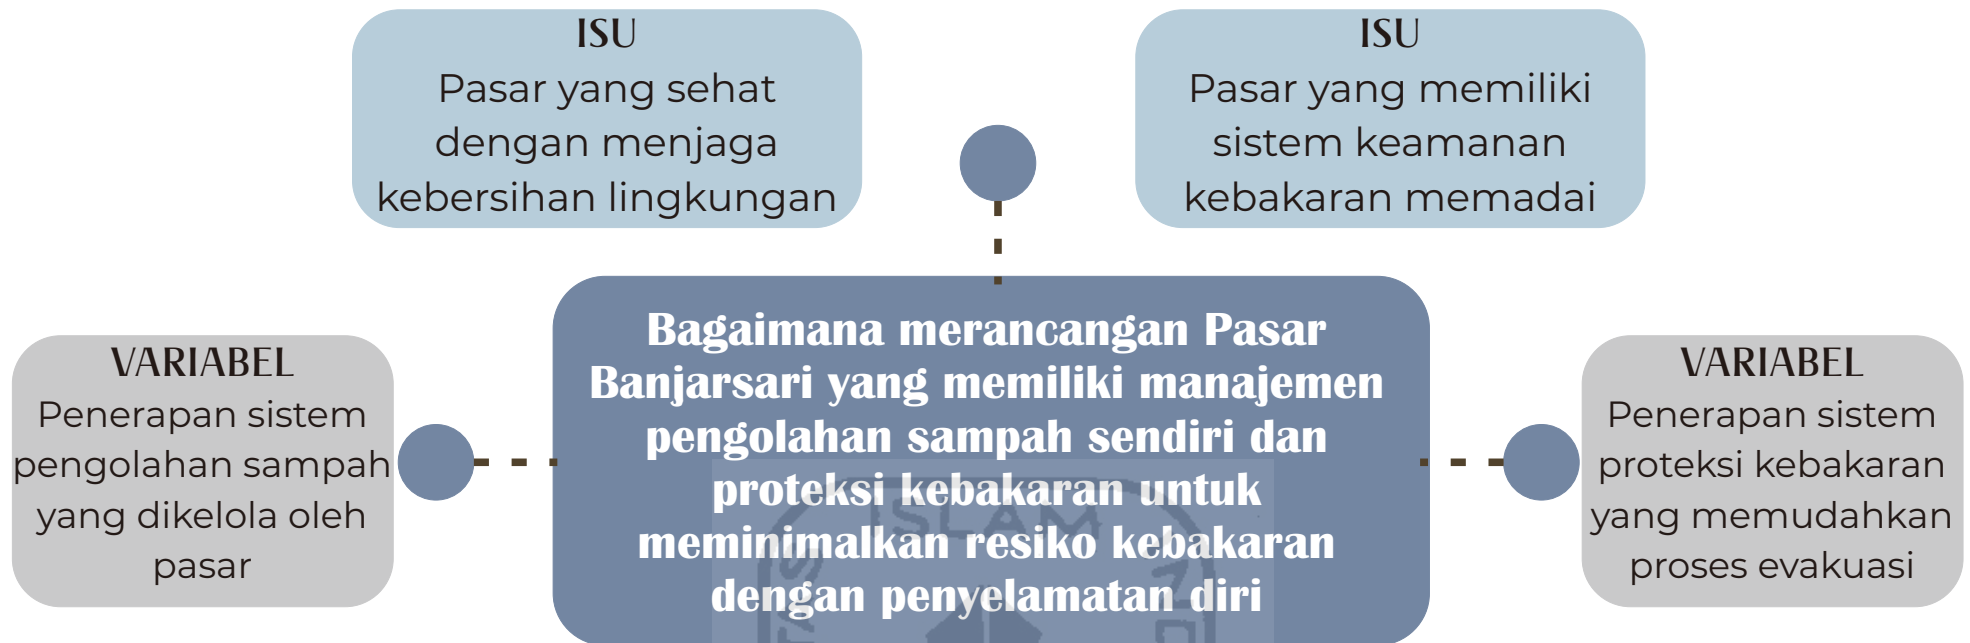 ISU
Pasar yang sehat
dengan menjaga
kebersihan lingkungan
ISU
Pasar yang memiliki
sistem keamanan
kebakaran memadai
VARIABEL
Penerapan sistem
pengolahan sampah
yang dikelola oleh
pasar
Bagaimana merancangan Pasar
Banjarsari yang memiliki manajemen
pengolahan sampah sendiri dan
proteksi kebakaran untuk
meminimalkan resiko kebakaran
dengan penyelamatan diri
VARIABEL
Penerapan sistem
proteksi kebakaran
yang memudahkan
proses evakuasi
ISLAM